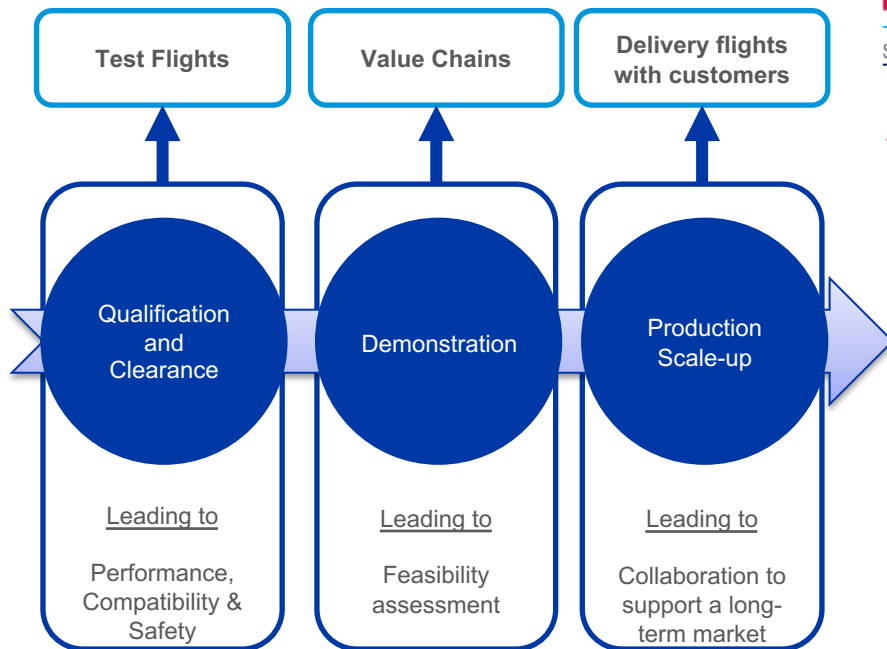 Test Flights
Value Chains
Delivery flights
with customers
Qualification
and
Clearance
Demonstration
Production
Scale-up
Leading to
Performance,
Compatibility &
Safety
Leading to
Feasibility
assessment
Leading to
Collaboration to
support a long-
term market